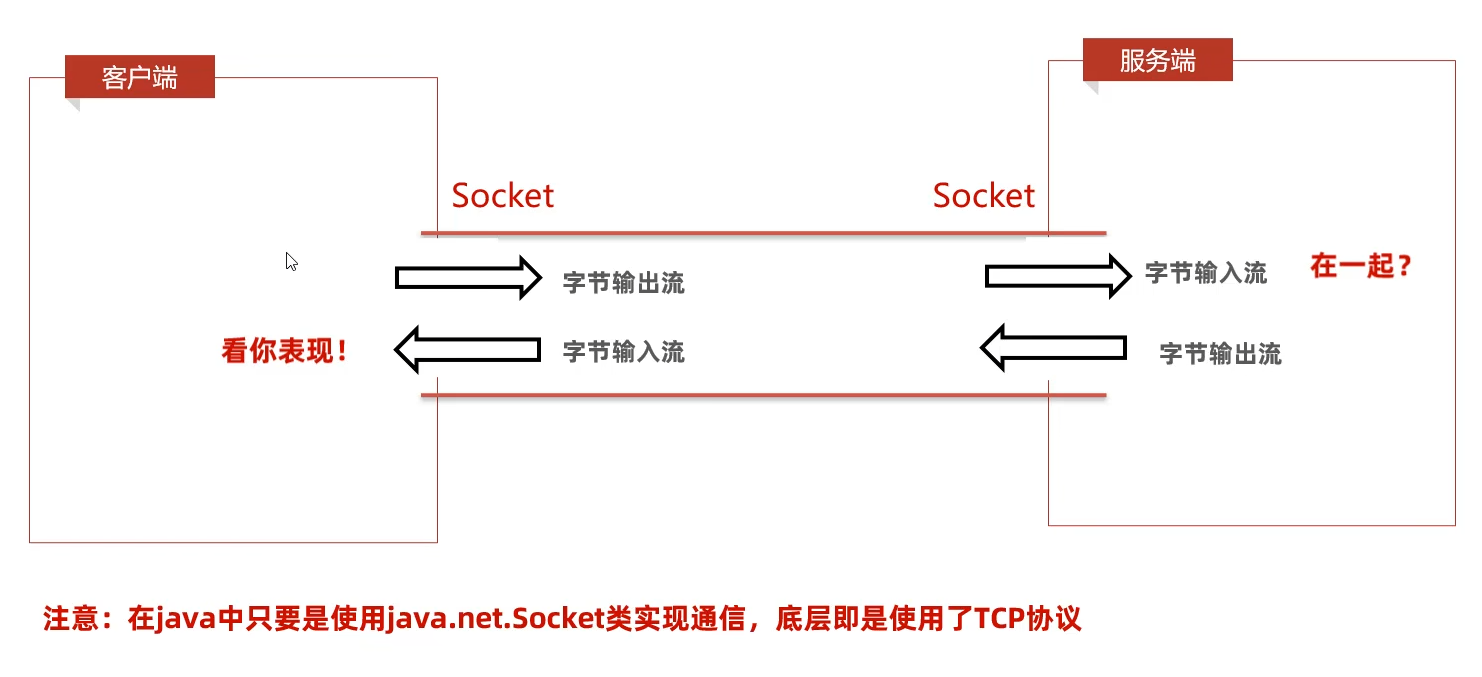 客户端
服务端
Socket
Socket
字节输出流
字节输入流
在一起？
看你表现！
字节输入流
字节输出流
注意：在java中只要是使用java.net.Socket类实现通信，底层即是使用了TCP协议